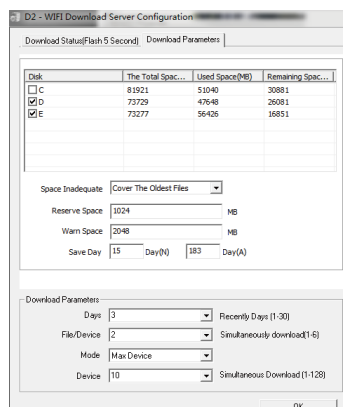 D2 - WIFI Download Server Configuration
Download Status(Flash 5 Second) Download Parameters
Disk The Total Spac... Used Space(MB) Remaining Spac...
C 81921 51040 30881
D 73729 47648 26081
E 73277 56426 16851
Space Inadequate Cover The Oldest Files
Reserve Space 1024 MB
Warn Space 2048 MB
Save Day 15 Day(N) 183 Day(A)
Download Parameters
Days 3 Recently Days (1-30)
File/Device 2 Simultaneously download(1-6)
Mode Max Device
Device 10 Simultaneous Download (1-128)
OK